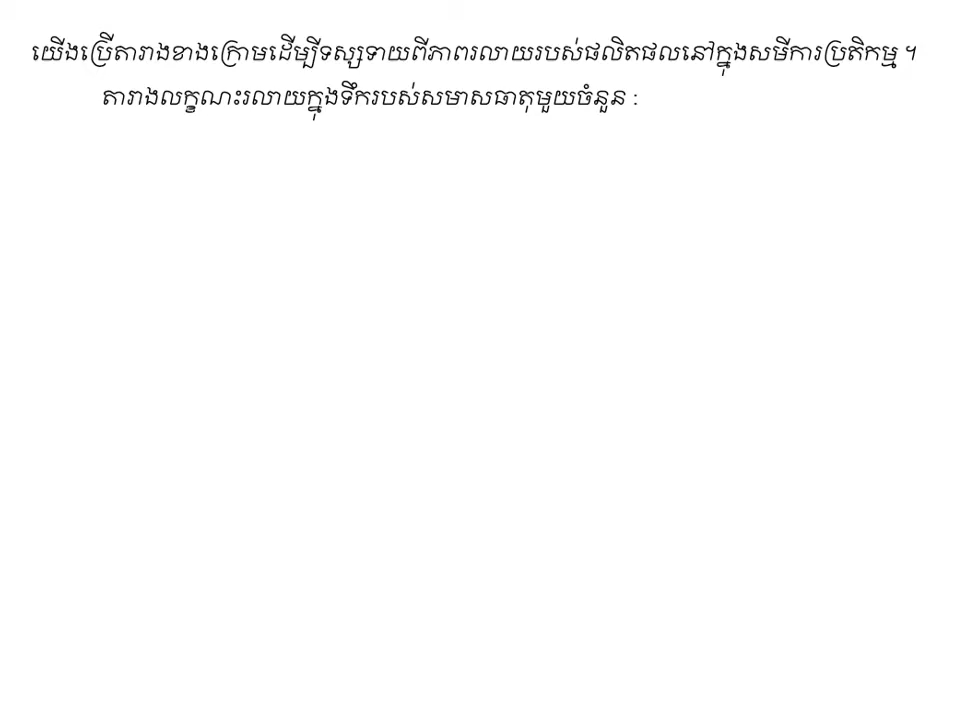 យើងប្រើតារាងខាងក្រោមដើម្បីទស្សទាយពីភាពរលាយរបស់ផលិតផលនៅក្នុងសមីការប្រតិកម្ម ។
តារាងលក្ខណះរលាយក្នុងទឹករបស់សមាសធាតុមួយចំនួន :